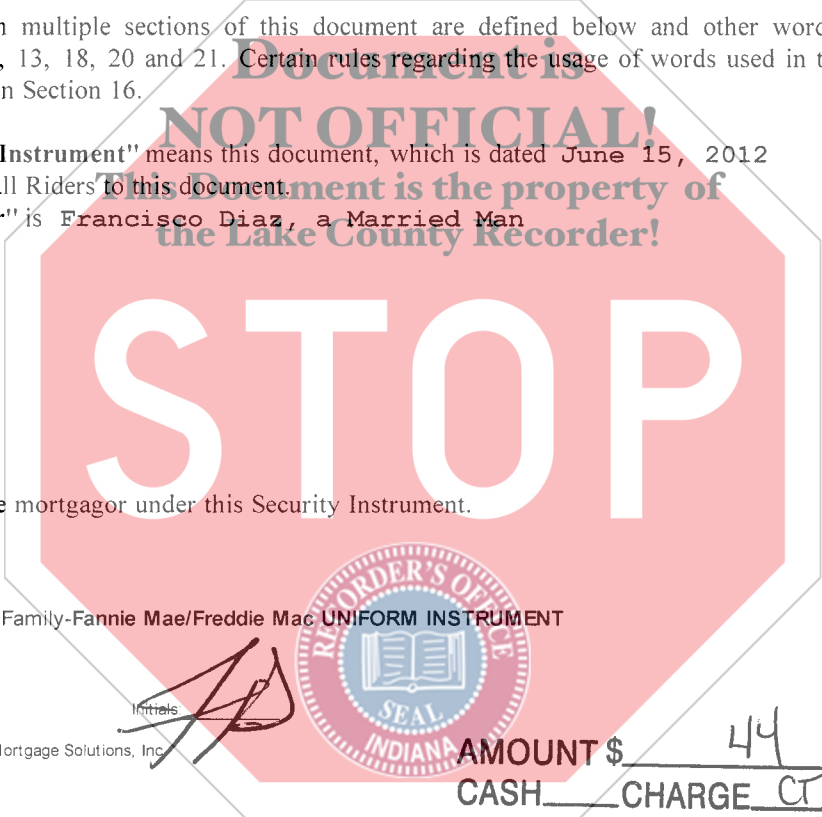 n multiple sections of this document are defined below and other word
, 13, 18, 20 and 21. Certain rules regarding the usage of words used in t
n Section 16.
Document is
NOT OFFICIAL!
Instrument" means this document, which is dated June 15, 2012
all Riders to this document.
This Document is the property of
r" is Francisco Diaz, a Married Man
the Lake County Recorder!
STOP
e mortgagor under this Security Instrument.
Family-Fannie Mae/Freddie Mac UNIFORM INSTRUMENT
RECORDER'S OFFICE
SEAL
INDIANA
Initials:
ortgage Solutions, Inc.
AMOUNT $ 44
CASH CHARGE CT